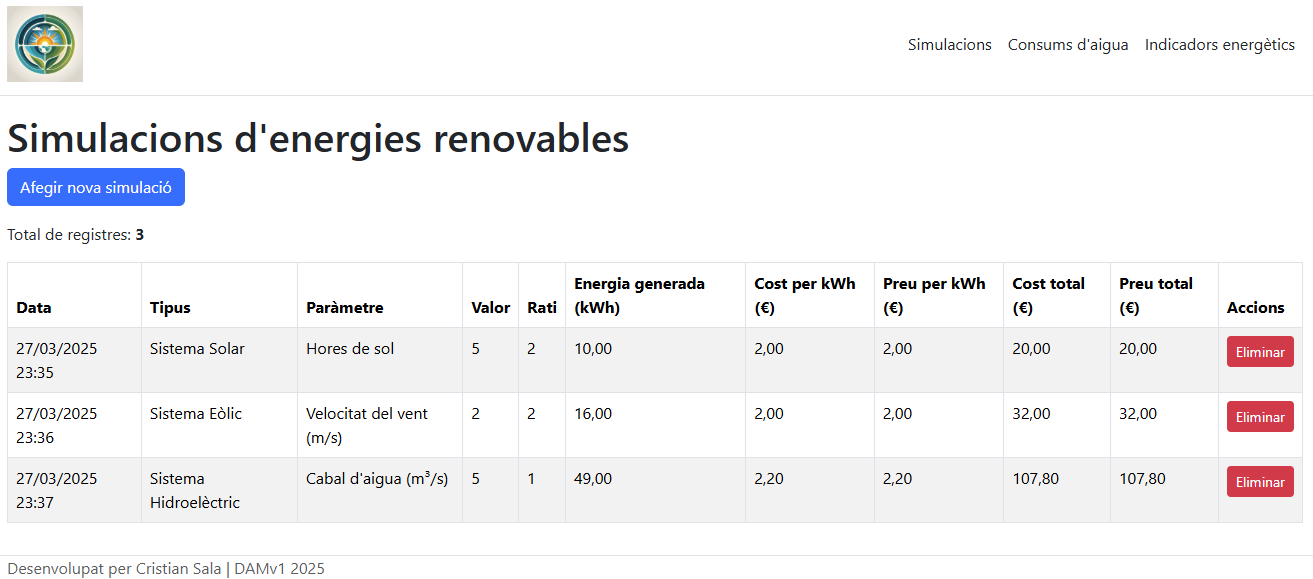 Simulacions Consums d'aigua Indicadors energètics
Simulacions d'energies renovables
Afegir nova simulació
Total de registres: 3
Data Tipus Paràmetre Valor Rati Energia generada (kWh) Cost per kWh (€) Preu per kWh (€) Cost total (€) Preu total (€) Accions
27/03/2025 23:35 Sistema Solar Hores de sol 5 2 10,00 2,00 2,00 20,00 20,00 Eliminar
27/03/2025 23:36 Sistema Eòlic Velocitat del vent (m/s) 2 2 16,00 2,00 2,00 32,00 32,00 Eliminar
27/03/2025 23:37 Sistema Hidroelèctric Cabal d'aigua (m³/s) 5 1 49,00 2,20 2,20 107,80 107,80 Eliminar
Desenvolupat per Cristian Sala | DAMv1 2025